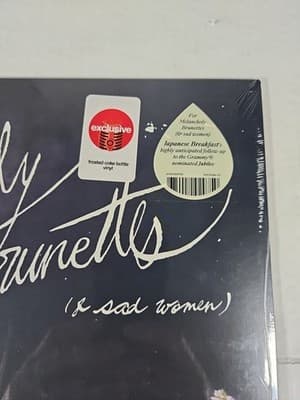 exclusive
frosted coke bottle
vinyl
For
Melancholy
Brunettes
(& sad women)
Japanese Breakfast's
highly anticipated follow-up
to the Grammy®
nominated Jubilee
ly
runettes
(& sad women)